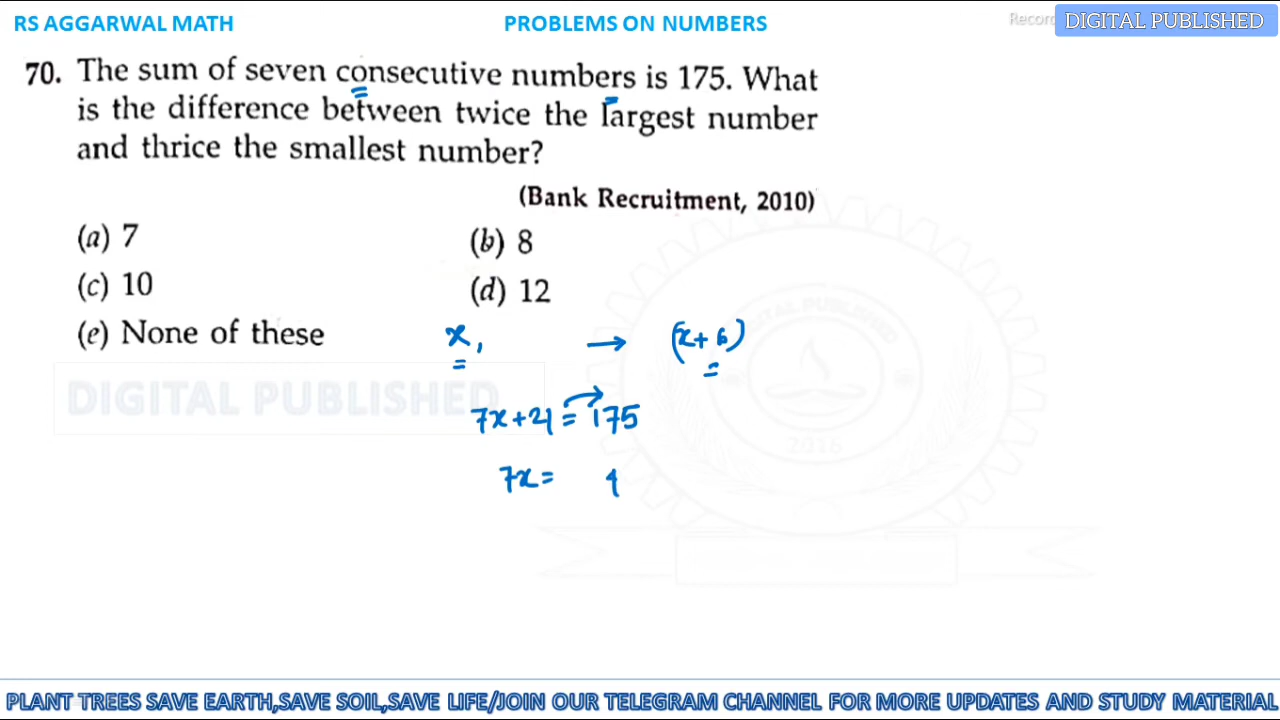 RS AGGARWAL MATH
PROBLEMS ON NUMBERS
DIGITAL PUBLISHED
70. The sum of seven consecutive numbers is 175. What
is the difference between twice the largest number
and thrice the smallest number?
(Bank Recruitment, 2010)
(a) 7
(b) 8
(c) 10
(d) 12
(e) None of these
x, → (x+6)
DIGITAL PUBLISHED
7x+21 = 175
7x =
DIGITAL PUBLISHED
2016
PLANT TREES SAVE EARTH,SAVE SOIL,SAVE LIFE/JOIN OUR TELEGRAM CHANNEL FOR MORE UPDATES AND STUDY MATERIAL